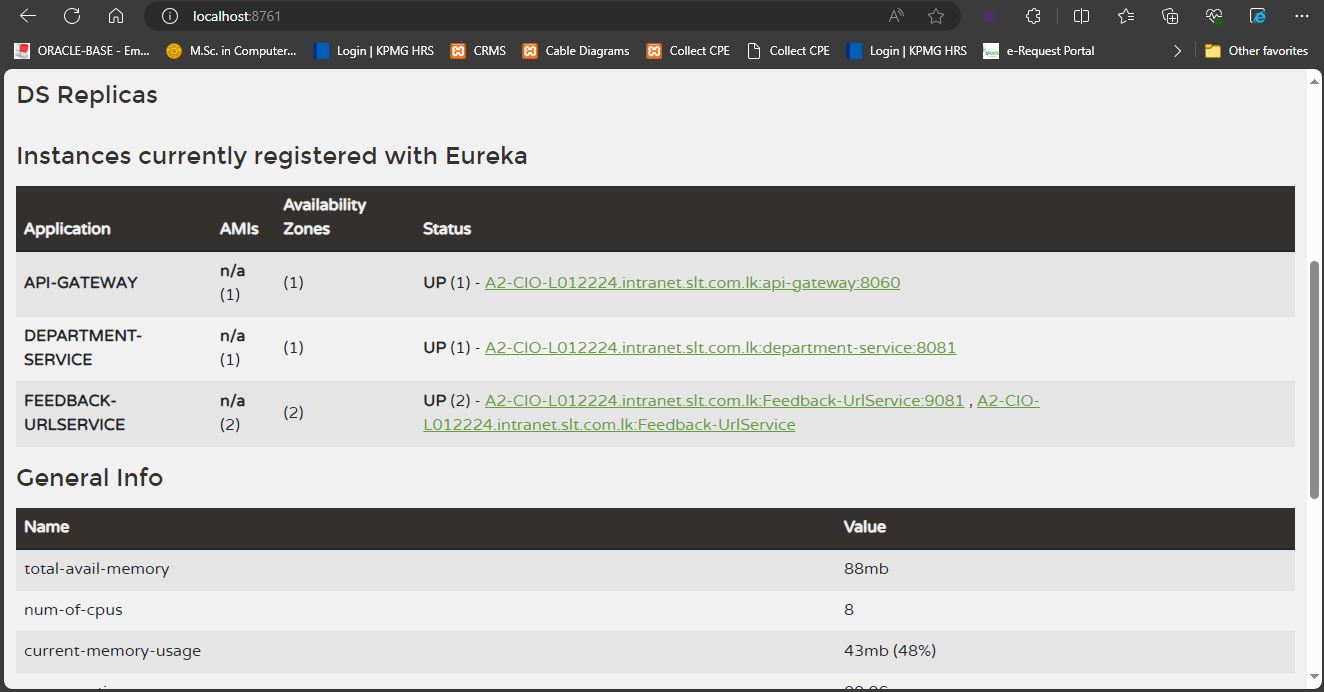 localhost:8761
ORACLE-BASE - Em... M.Sc. in Computer... Login | KPMG HRS CRMS Cable Diagrams Collect CPE Collect CPE Login | KPMG HRS e-Request Portal Other favorites
DS Replicas
Instances currently registered with Eureka
Application AMIs Availability Zones Status
API-GATEWAY n/a (1) (1) UP (1) - A2-CIO-L012224.intranet.slt.com.lk:api-gateway:8060
DEPARTMENT-SERVICE n/a (1) (1) UP (1) - A2-CIO-L012224.intranet.slt.com.lk:department-service:8081
FEEDBACK-URLSERVICE n/a (2) (2) UP (2) - A2-CIO-L012224.intranet.slt.com.lk:Feedback-UrlService:9081 , A2-CIO-L012224.intranet.slt.com.lk:Feedback-UrlService
General Info
Name Value
total-avail-memory 88mb
num-of-cpus 8
current-memory-usage 43mb (48%)